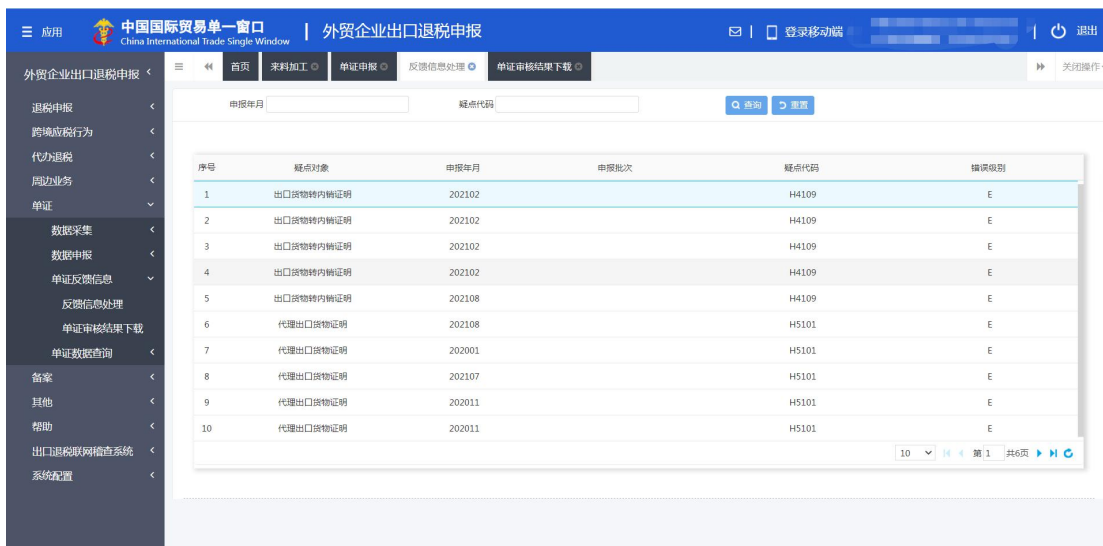 应用 中国国际贸易单一窗口 外贸企业出口退税申报 登录移动端 退出
China International Trade Single Window
外贸企业出口退税申报 首页 来料加工 单证申报 反馈信息处理 单证审核结果下载 关闭操作
退税申报 申报年月 疑点代码 查询 重置
跨境应税行为
代办退税
周边业务
单证
数据采集
数据申报
单证反馈信息
反馈信息处理
单证审核结果下载
单证数据查询
备案
其他
帮助
出口退税联网稽查系统
系统配置
序号 疑点对象 申报年月 申报批次 疑点代码 错误级别
1 出口货物转内销证明 202102 H4109 E
2 出口货物转内销证明 202102 H4109 E
3 出口货物转内销证明 202102 H4109 E
4 出口货物转内销证明 202102 H4109 E
5 出口货物转内销证明 202108 H4109 E
6 代理出口货物证明 202108 H5101 E
7 代理出口货物证明 202001 H5101 E
8 代理出口货物证明 202107 H5101 E
9 代理出口货物证明 202011 H5101 E
10 代理出口货物证明 202011 H5101 E
10 第 1 共6页